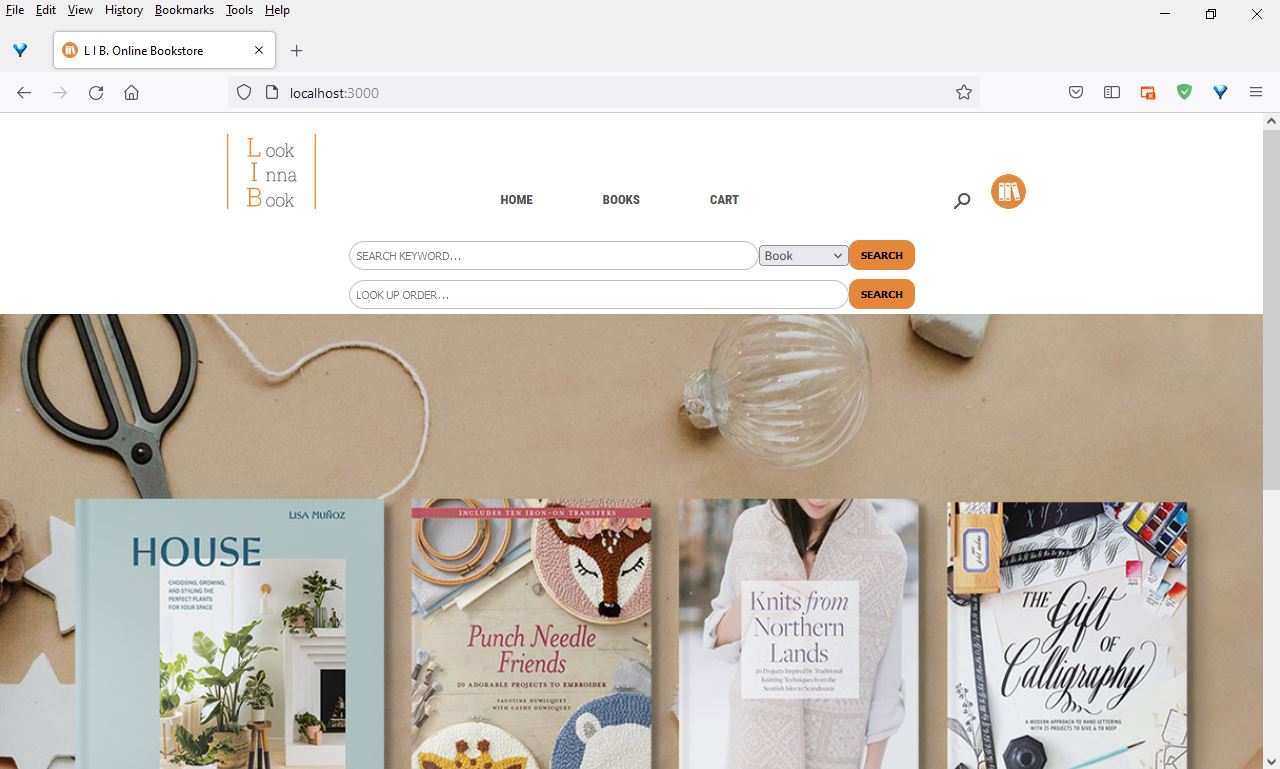 File Edit View History Bookmarks Tools Help
L I B. Online Bookstore
localhost:3000
L ook
I nna
B ook
HOME BOOKS CART
SEARCH KEYWORD... Book SEARCH
LOOK UP ORDER... SEARCH
LISA MUÑOZ
HOUSE
CHOOSING, GROWING,
AND STYLING THE
PERFECT PLANTS
FOR YOUR SPACE
INCLUDES TEN IRON-ON TRANSFERS
Punch Needle
Friends
20 ADORABLE PROJECTS TO EMBROIDER
FAUSTINE DUWICQUET
WITH CATHY DUWICQUET
Knits from
Northern
Lands
20 Projects Inspired by Traditional
Knitting Techniques from the
Scottish Isles to Scandinavia
THE
Gift
OF
Calligraphy
A MODERN APPROACH TO HAND LETTERING
WITH 25 PROJECTS TO GIVE & TO KEEP